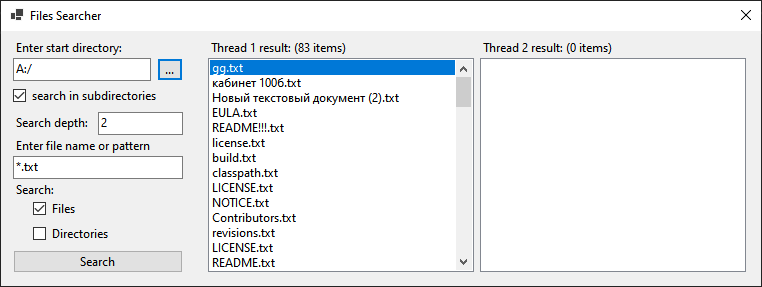 Files Searcher
Enter start directory:
A:/
...
search in subdirectories
Search depth: 2
Enter file name or pattern
*.txt
Search:
Files
Directories
Search
Thread 1 result: (83 items)
gg.txt
кабинет 1006.txt
Новый текстовый документ (2).txt
EULA.txt
README!!!.txt
license.txt
build.txt
classpath.txt
LICENSE.txt
NOTICE.txt
Contributors.txt
revisions.txt
LICENSE.txt
README.txt
Thread 2 result: (0 items)